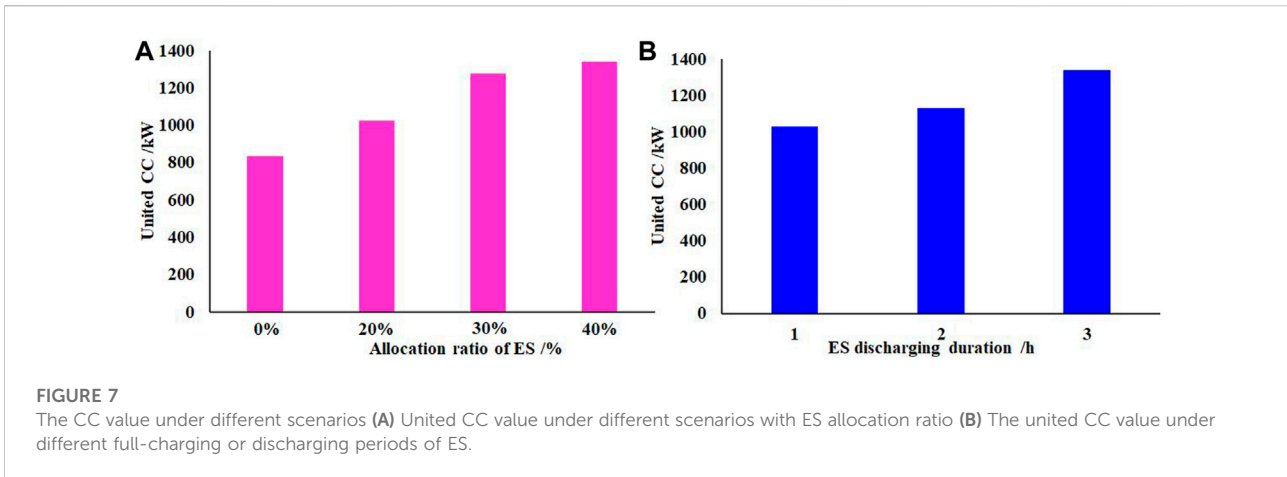 A
1400
1200
1000
800
600
400
200
0
United CC /kW
0% 20% 30% 40%
Allocation ratio of ES /%
B
1400
1200
1000
800
600
400
200
0
United CC /kW
1 2 3
ES discharging duration /h
FIGURE 7
The CC value under different scenarios (A) United CC value under different scenarios with ES allocation ratio (B) The united CC value under
different full-charging or discharging periods of ES.